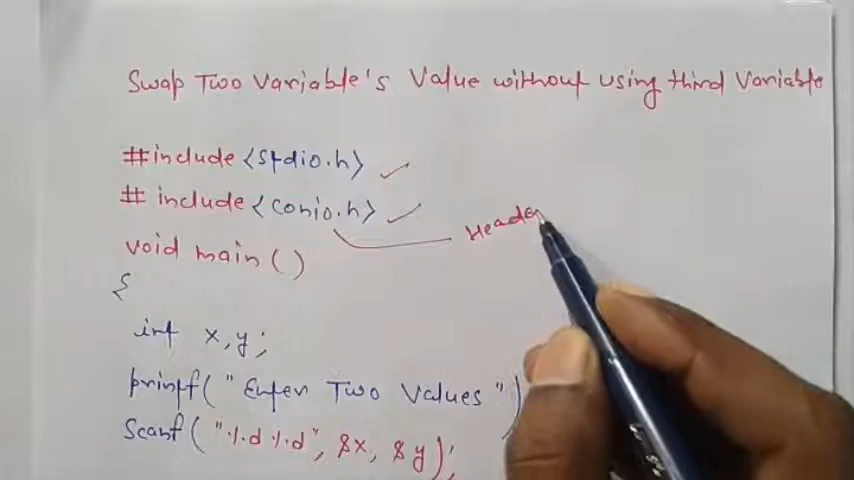 Swap Two Variable's Value without using third Variable
#include <stdio.h>
# include <conio.h>
Heade
void main ( )
{
int x, y;
printf( " Enter Two Values " )
Scanf ( "%d %d", &x, &y);